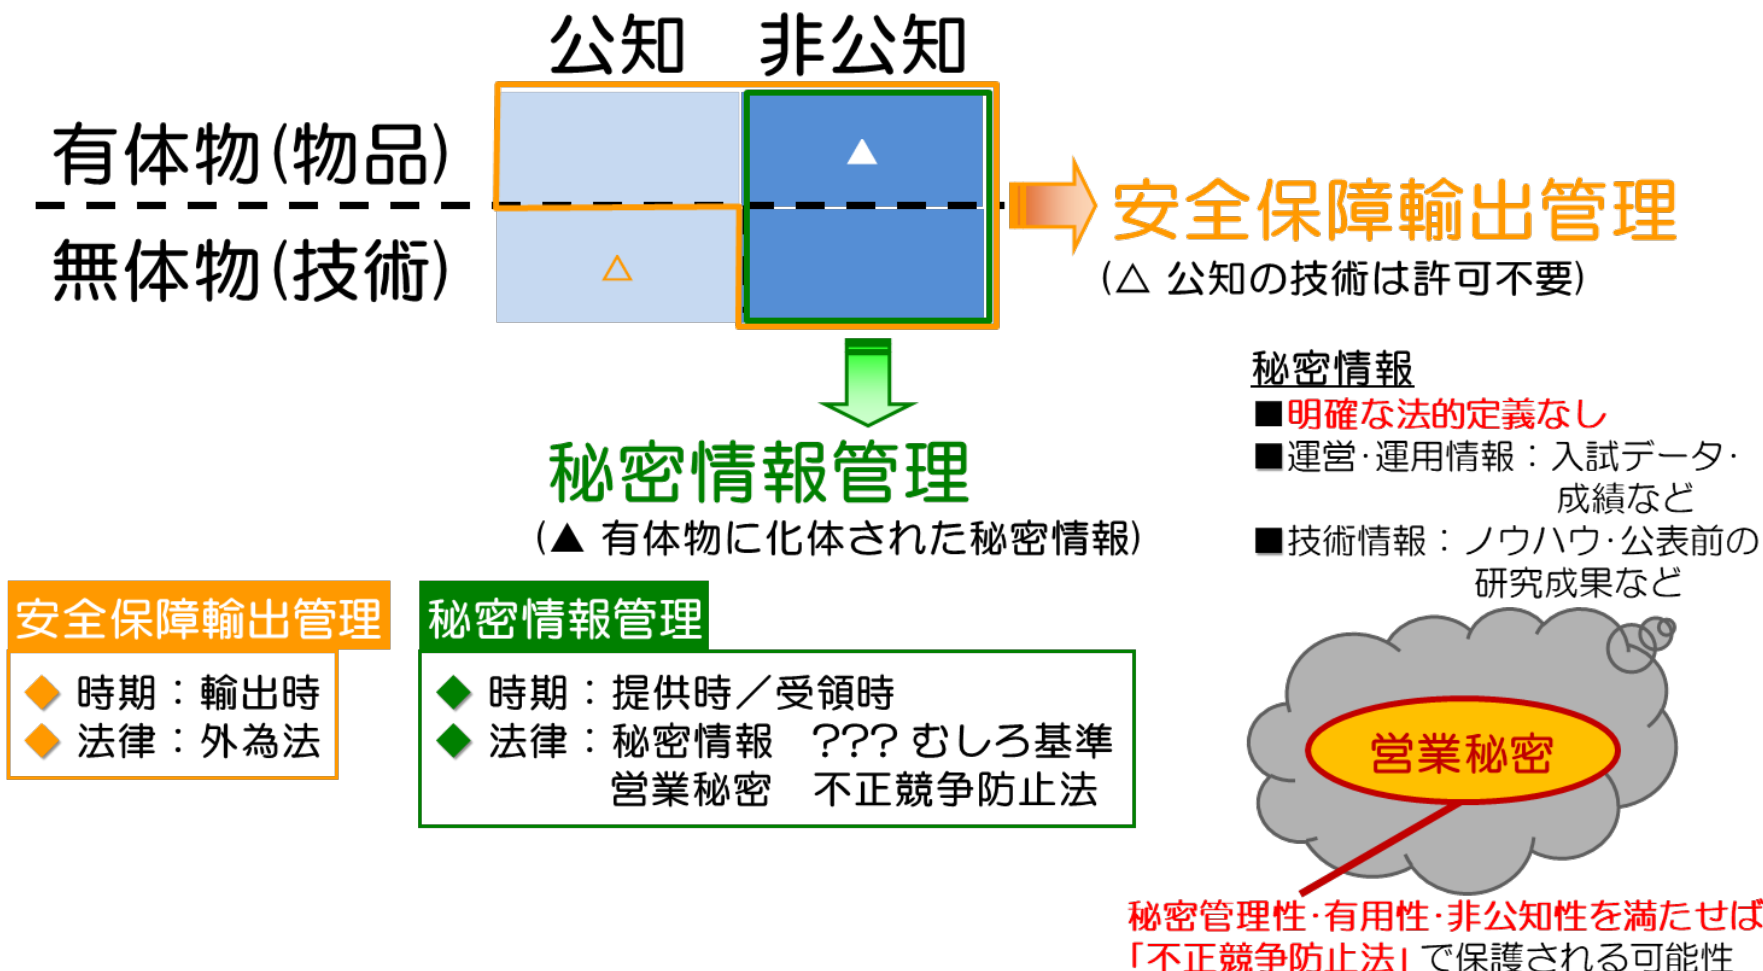 公知 非公知
有体物(物品)
無体物(技術)
安全保障輸出管理
(△ 公知の技術は許可不要)
秘密情報管理
(▲ 有体物に化体された秘密情報)
秘密情報
■明確な法的定義なし
■運営・運用情報：入試データ・
成績など
■技術情報：ノウハウ・公表前の
研究成果など
安全保障輸出管理
◆ 時期：輸出時
◆ 法律：外為法
秘密情報管理
◆ 時期：提供時／受領時
◆ 法律：秘密情報 ??? むしろ基準
営業秘密 不正競争防止法
営業秘密
秘密管理性・有用性・非公知性を満たせば
「不正競争防止法」で保護される可能性